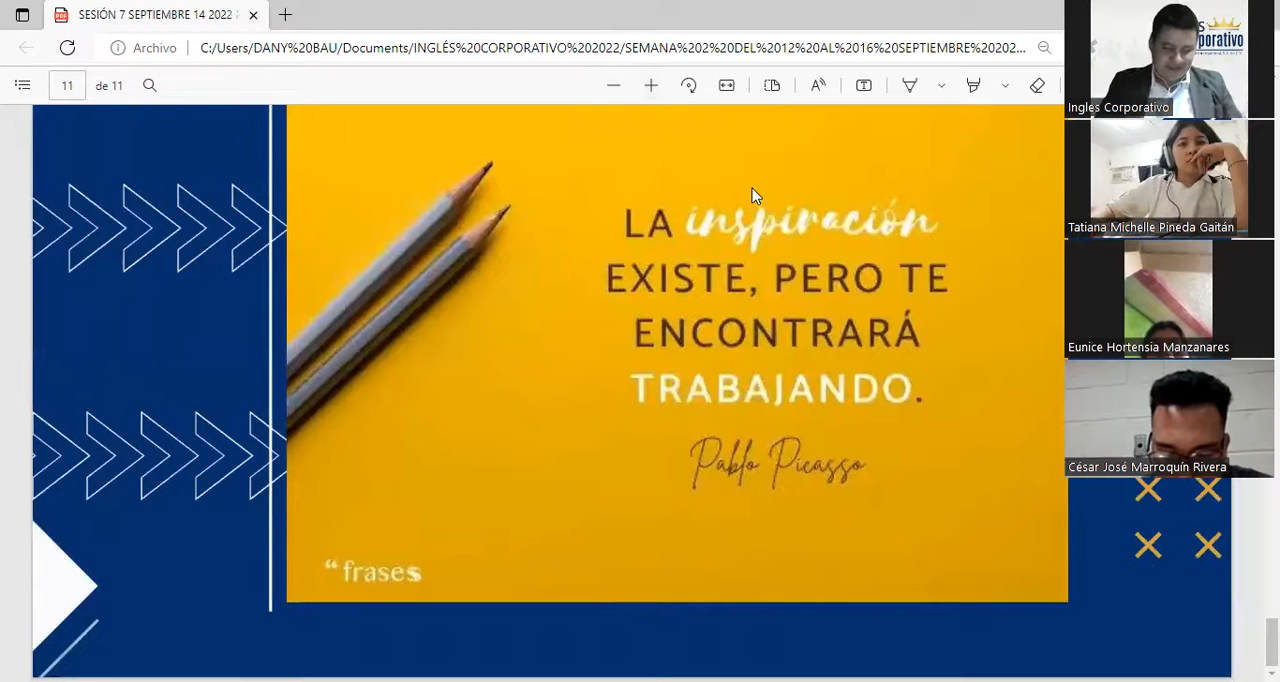 SESIÓN 7 SEPTIEMBRE 14 2022
Archivo
C:/Users/DANY%20BAU/Documents/INGLÉS%20CORPORATIVO%202022/SEMANA%202%20DEL%2012%20AL%2016%20SEPTIEMBRE%20202...
11 de 11
LA inspiración
EXISTE, PERO TE
ENCONTRARÁ
TRABAJANDO.
Pablo Picasso
“frases
Ingles Corporativo
Tatiana Michelle Pineda Gaitán
Eunice Hortensia Manzanares
César José Marroquín Rivera